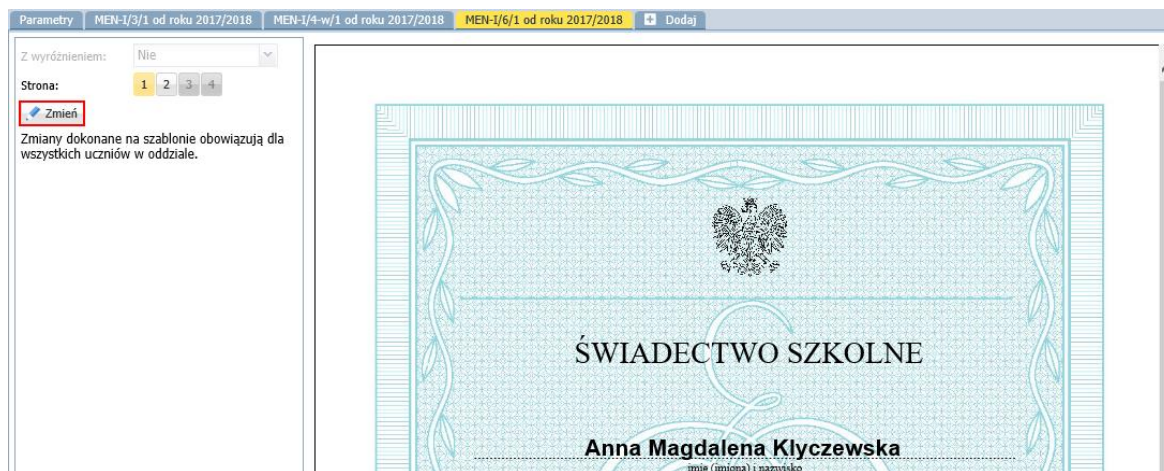 Parametry MEN-I/3/1 od roku 2017/2018 MEN-I/4-w/1 od roku 2017/2018 MEN-I/6/1 od roku 2017/2018 Dodaj
Z wyróżnieniem: Nie
Strona: 1 2 3 4
Zmień
Zmiany dokonane na szablonie obowiązują dla
wszystkich uczniów w oddziale.
ŚWIADECTWO SZKOLNE
Anna Magdalena Klyczewska
imię (imiona) i nazwisko